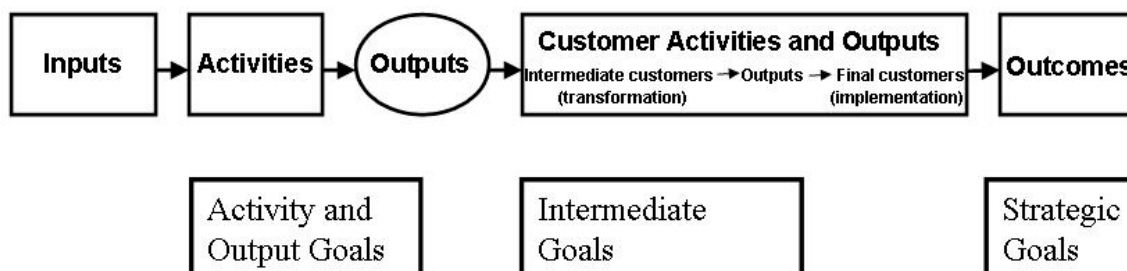 Inputs
Activities
Outputs
Customer Activities and Outputs
Intermediate customers → Outputs → Final customers
(transformation) (implementation)
Outcomes
Activity and
Output Goals
Intermediate
Goals
Strategic
Goals